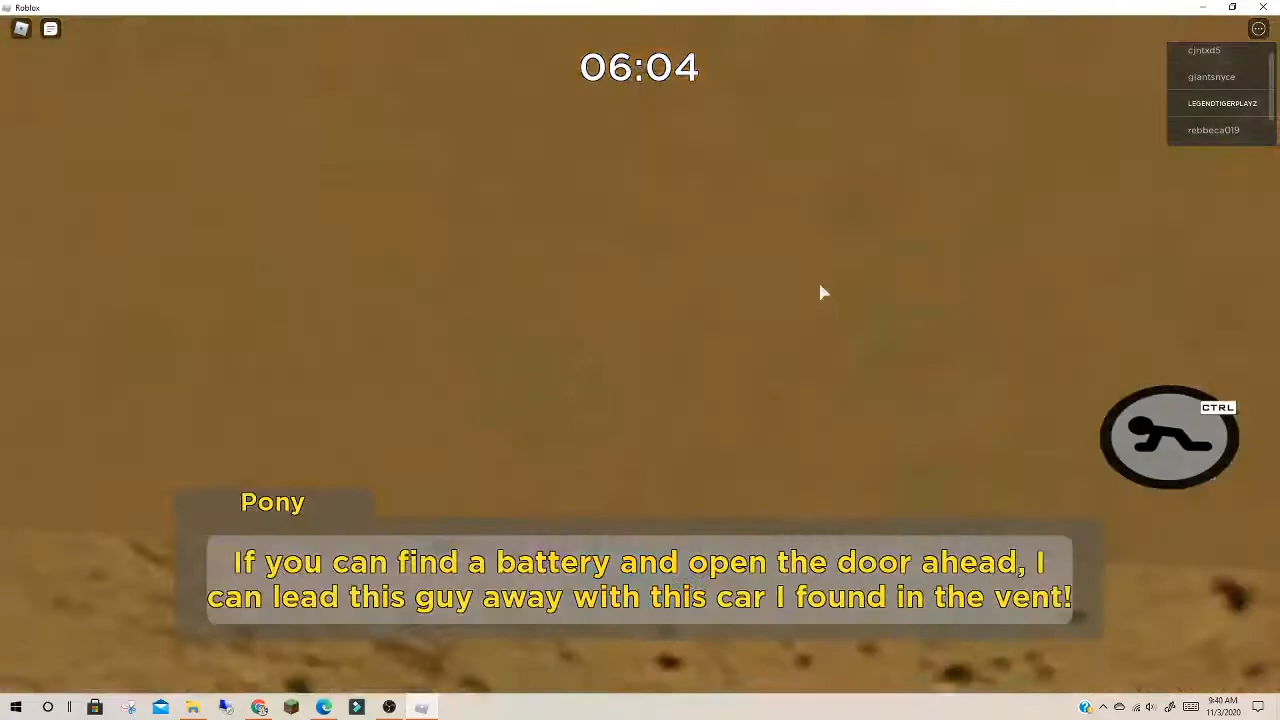 Roblox
06:04
cjntxd5
giantsnyce
LEGENDTIGERPLAYZ
rebbeca019
CTRL
Pony
If you can find a battery and open the door ahead, I
can lead this guy away with this car I found in the vent!
9:40 AM
11/3/2020